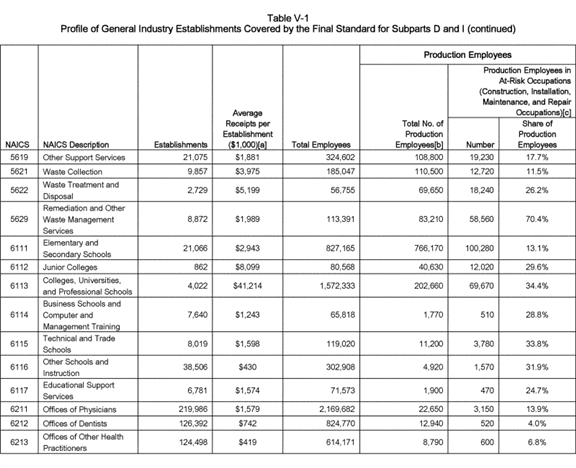 Table V-1
Profile of General Industry Establishments Covered by the Final Standard for Subparts D and I (continued)
Production Employees
Production Employees in
At-Risk Occupations
(Construction, Installation,
Maintenance, and Repair
Occupations)[c]
NAICS NAICS Description Establishments Average Receipts per Establishment ($1,000)[a] Total Employees Total No. of Production Employees[b] Number Share of Production Employees
5619 Other Support Services 21,075 $1,881 324,602 108,800 19,230 17.7%
5621 Waste Collection 9,857 $3,975 185,047 110,500 12,720 11.5%
5622 Waste Treatment and Disposal 2,729 $5,199 56,755 69,650 18,240 26.2%
5629 Remediation and Other Waste Management Services 8,872 $1,989 113,391 83,210 58,560 70.4%
6111 Elementary and Secondary Schools 21,066 $2,943 827,165 766,170 100,280 13.1%
6112 Junior Colleges 862 $8,099 80,568 40,630 12,020 29.6%
6113 Colleges, Universities, and Professional Schools 4,022 $41,214 1,572,333 202,660 69,670 34.4%
6114 Business Schools and Computer and Management Training 7,640 $1,243 65,818 1,770 510 28.8%
6115 Technical and Trade Schools 8,019 $1,598 119,020 11,200 3,780 33.8%
6116 Other Schools and Instruction 38,506 $430 302,908 4,920 1,570 31.9%
6117 Educational Support Services 6,781 $1,574 71,573 1,900 470 24.7%
6211 Offices of Physicians 219,986 $1,579 2,169,682 22,650 3,150 13.9%
6212 Offices of Dentists 126,392 $742 824,770 12,940 520 4.0%
6213 Offices of Other Health Practitioners 124,498 $419 614,171 8,790 600 6.8%